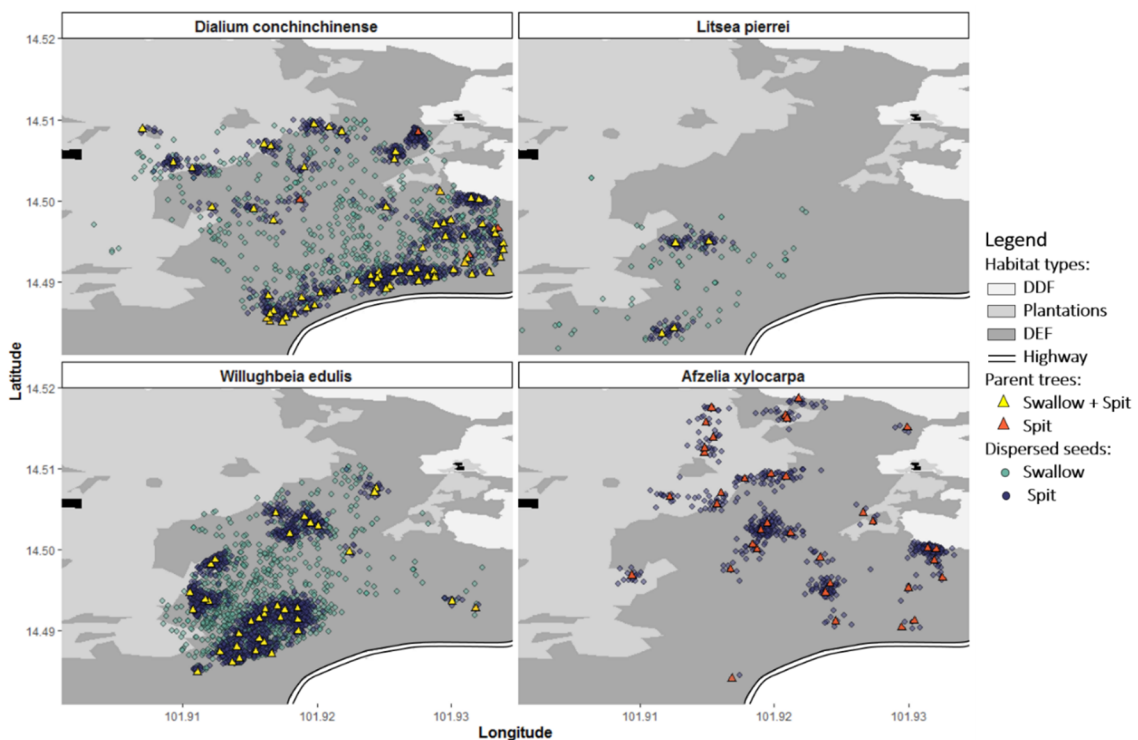 Dialium conchinchinense
Litsea pierrei
14.52
14.51
14.50
14.49
Willughbeia edulis
Afzelia xylocarpa
14.52
14.51
14.50
14.49
Latitude
101.91
101.92
101.93
101.91
101.92
101.93
Longitude
Legend
Habitat types:
DDF
Plantations
DEF
Highway
Parent trees:
Swallow + Spit
Spit
Dispersed seeds:
Swallow
Spit